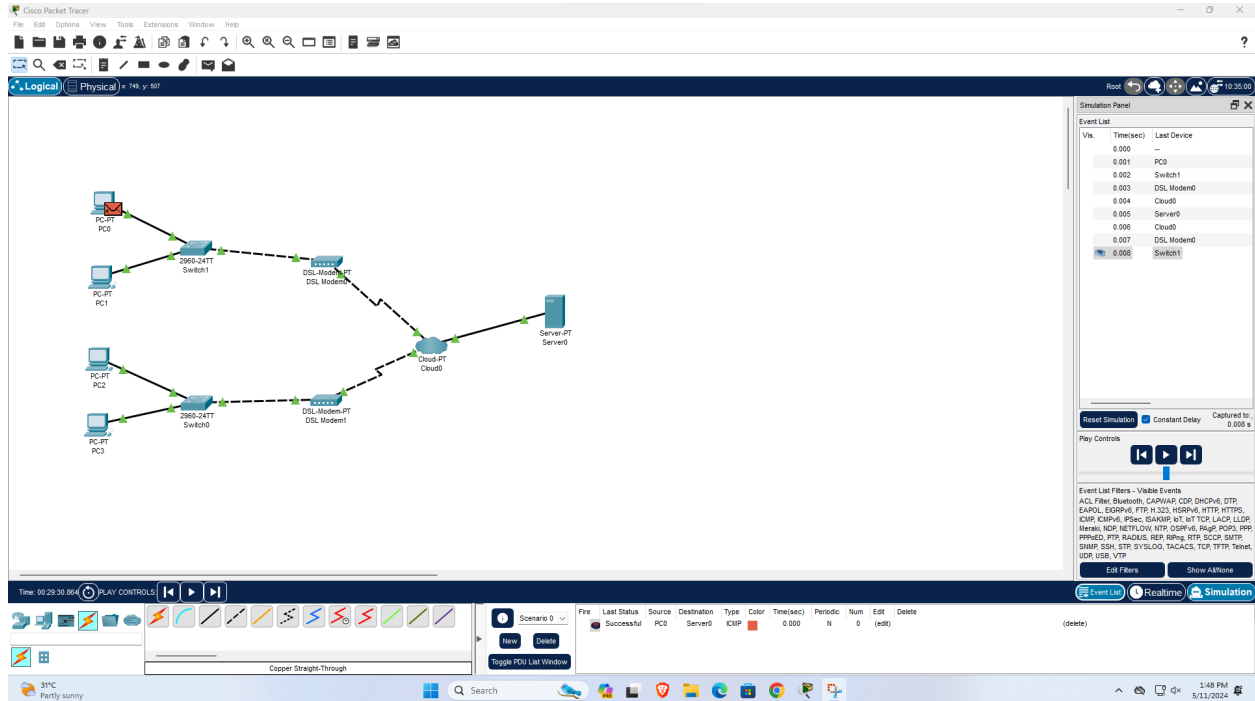 Cisco Packet Tracer
File Edit Options View Tools Extensions Window Help
?
Logical Physical x: 749, y: 507 Root 10:35:00
Simulation Panel
Event List
Vis. Time(sec) Last Device
0.000 --
0.001 PC0
0.002 Switch1
0.003 DSL Modem0
0.004 Cloud0
0.005 Server0
0.006 Cloud0
0.007 DSL Modem0
0.008 Switch1
PC-PT
PC0
2960-24TT
Switch1
DSL-Modem-PT
DSL Modem0
PC-PT
PC1
Server-PT
Server0
Cloud-PT
Cloud0
PC-PT
PC2
2960-24TT
Switch0
DSL-Modem-PT
DSL Modem1
PC-PT
PC3
Reset Simulation Constant Delay Captured to:
0.008 s
Play Controls
Event List Filters - Visible Events
ACL Filter, Bluetooth, CAPWAP, CDP, DHCPv6, DTP,
EAPOL, EIGRPv6, FTP, H.323, HSRPv6, HTTP, HTTPS,
ICMP, ICMPv6, IPSec, ISAKMP, IoT, IoT TCP, LACP, LLDP,
Meraki, NDP, NETFLOW, NTP, OSPFv6, PAgP, POP3, PPP,
PPPoED, PTP, RADIUS, REP, RIPng, RTP, SCCP, SMTP,
SNMP, SSH, STP, SYSLOG, TACACS, TCP, TFTP, Telnet,
UDP, USB, VTP
Edit Filters Show All/None
Time: 00:29:30.864 PLAY CONTROLS: Event List Realtime Simulation
Scenario 0
New Delete
Toggle PDU List Window
Fire Last Status Source Destination Type Color Time(sec) Periodic Num Edit Delete
Successful PC0 Server0 ICMP 0.000 N 0 (edit) (delete)
Copper Straight-Through
31°C
Partly sunny
Search
PRE
1:48 PM
5/11/2024